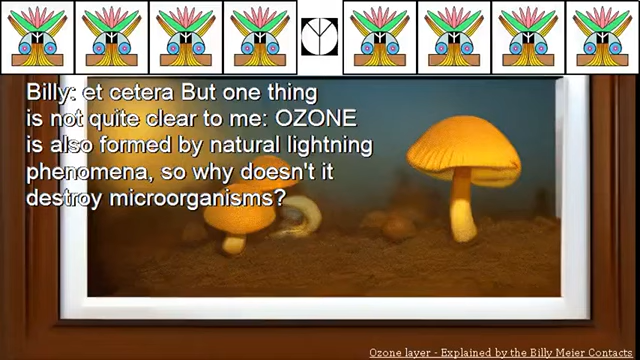 Billy: et cetera But one thing
is not quite clear to me: OZONE
is also formed by natural lightning
phenomena, so why doesn't it
destroy microorganisms?
Ozone layer - Explained by the Billy Meier Contacts